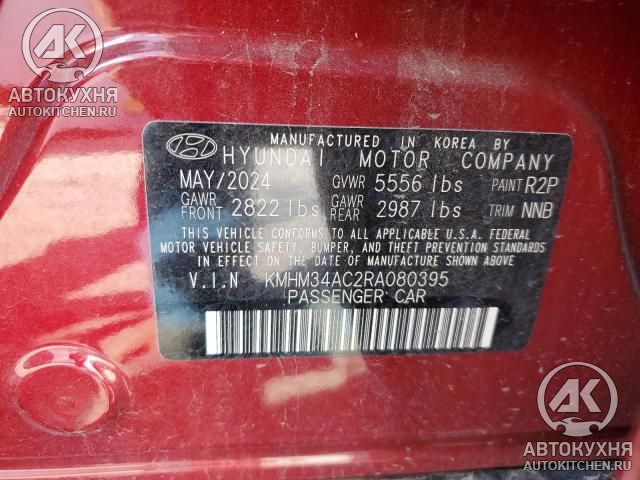 АК
АВТОКУХНЯ
AUTOKITCHEN.RU
MANUFACTURED IN KOREA BY
HYUNDAI MOTOR COMPANY
MAY/2024 GVWR 5556 lbs PAINT R2P
GAWR FRONT 2822 lbs GAWR REAR 2987 lbs TRIM NNB
THIS VEHICLE CONFORMS TO ALL APPLICABLE U.S.A. FEDERAL
MOTOR VEHICLE SAFETY, BUMPER, AND THEFT PREVENTION STANDARDS
IN EFFECT ON THE DATE OF MANUFACTURE SHOWN ABOVE.
V.I.N KMHM34AC2RA080395
PASSENGER CAR
АК
АВТОКУХНЯ
AUTOKITCHEN.RU